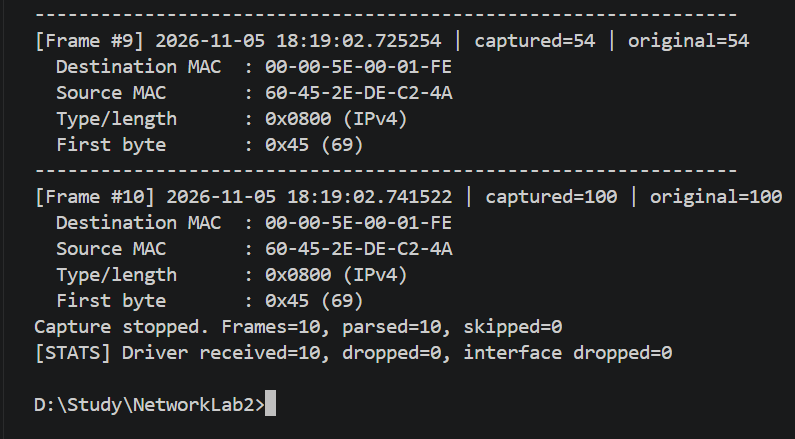 ----------------------------------------------------------------
[Frame #9] 2026-11-05 18:19:02.725254 | captured=54 | original=54
  Destination MAC  : 00-00-5E-00-01-FE
  Source MAC       : 60-45-2E-DE-C2-4A
  Type/length      : 0x0800 (IPv4)
  First byte       : 0x45 (69)
----------------------------------------------------------------
[Frame #10] 2026-11-05 18:19:02.741522 | captured=100 | original=100
  Destination MAC  : 00-00-5E-00-01-FE
  Source MAC       : 60-45-2E-DE-C2-4A
  Type/length      : 0x0800 (IPv4)
  First byte       : 0x45 (69)
Capture stopped. Frames=10, parsed=10, skipped=0
[STATS] Driver received=10, dropped=0, interface dropped=0
D:\Study\NetworkLab2>